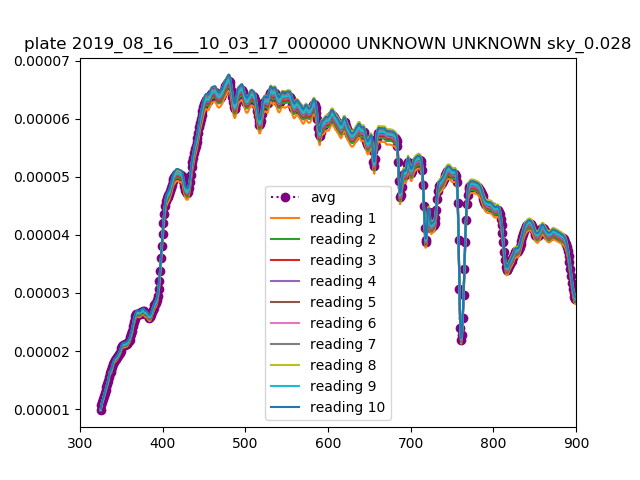 plate 2019_08_16___10_03_17_000000 UNKNOWN UNKNOWN sky_0.028
0.00007
0.00006
0.00005
0.00004
0.00003
0.00002
0.00001
avg
reading 1
reading 2
reading 3
reading 4
reading 5
reading 6
reading 7
reading 8
reading 9
reading 10
300 400 500 600 700 800 900